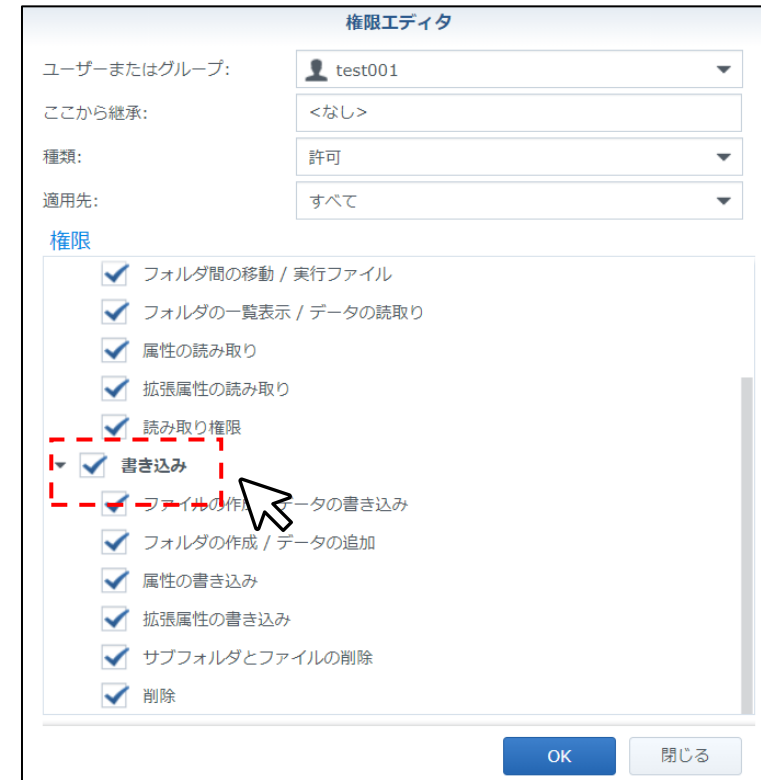 権限エディタ
ユーザーまたはグループ: test001
ここから継承: <なし>
種類: 許可
適用先: すべて
権限
フォルダ間の移動 / 実行ファイル
フォルダの一覧表示 / データの読取り
属性の読み取り
拡張属性の読み取り
読み取り権限
書き込み
ファイルの作成 / データの書き込み
フォルダの作成 / データの追加
属性の書き込み
拡張属性の書き込み
サブフォルダとファイルの削除
削除
OK 閉じる